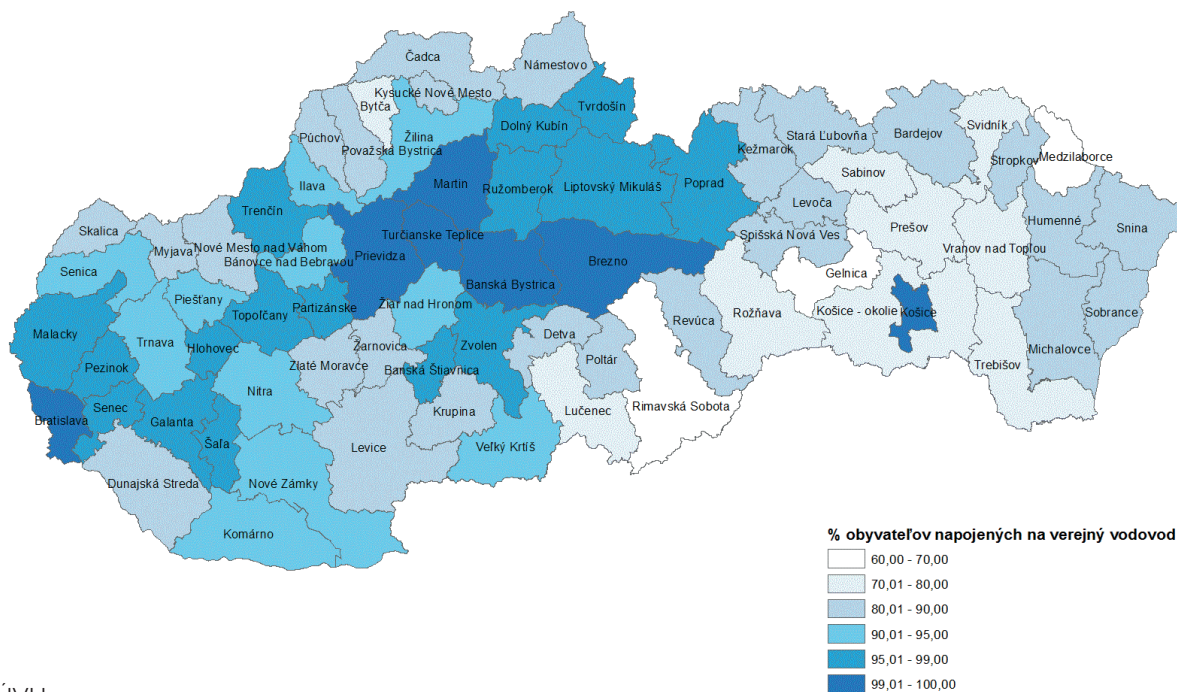 Čadca
Námestovo
Kysucké Nové Mesto
Bytča
Tvrdošín
Dolný Kubín
Žilina
Púchov
Považská Bystrica
Svidník
Bardejov
Stará Ľubovňa
Kežmarok
Stropkov
Medzilaborce
Sabinov
Ilava
Martin
Ružomberok
Liptovský Mikuláš
Poprad
Levoča
Trenčín
Humenné
Snina
Prešov
Skalica
Turčianske Teplice
Spišská Nová Ves
Myjava
Nové Mesto nad Váhom
Vranov nad Topľou
Prievidza
Bánovce nad Bebravou
Brezno
Senica
Gelnica
Banská Bystrica
Piešťany
Žiar nad Hronom
Topoľčany
Partizánske
Rožňava
Košice - okolie
Košice
Sobrance
Revúca
Malacky
Trnava
Hlohovec
Žarnovica
Zvolen
Detva
Michalovce
Poltár
Zlaté Moravce
Banská Štiavnica
Trebišov
Pezinok
Nitra
Senec
Krupina
Lučenec
Rimavská Sobota
Bratislava
Galanta
Šaľa
Levice
Veľký Krtíš
Dunajská Streda
Nové Zámky
Komárno
% obyvateľov napojených na verejný vodovod
60,00 - 70,00
70,01 - 80,00
80,01 - 90,00
90,01 - 95,00
95,01 - 99,00
99,01 - 100,00